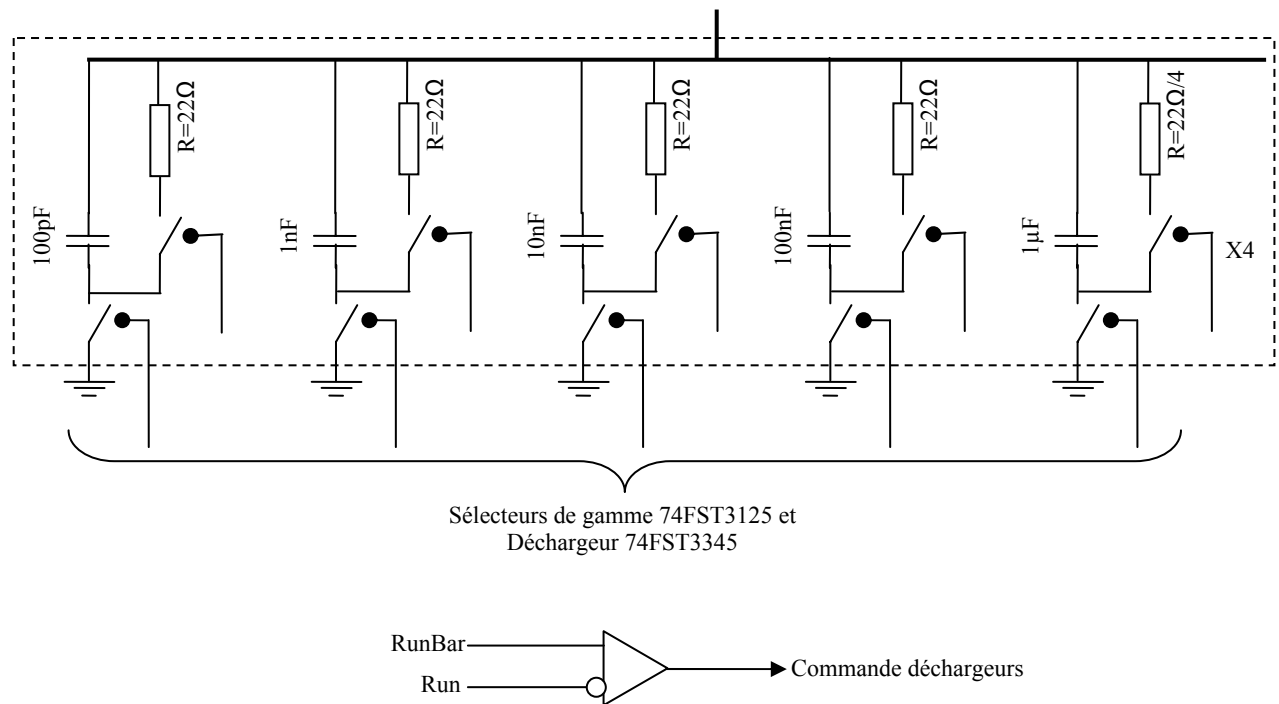 R=22Ω
R=22Ω
R=22Ω
R=22Ω
R=22Ω/4
100pF
1nF
10nF
100nF
1µF
X4
Sélecteurs de gamme 74FST3125 et
Déchargeur 74FST3345
RunBar
Commande déchargeurs
Run